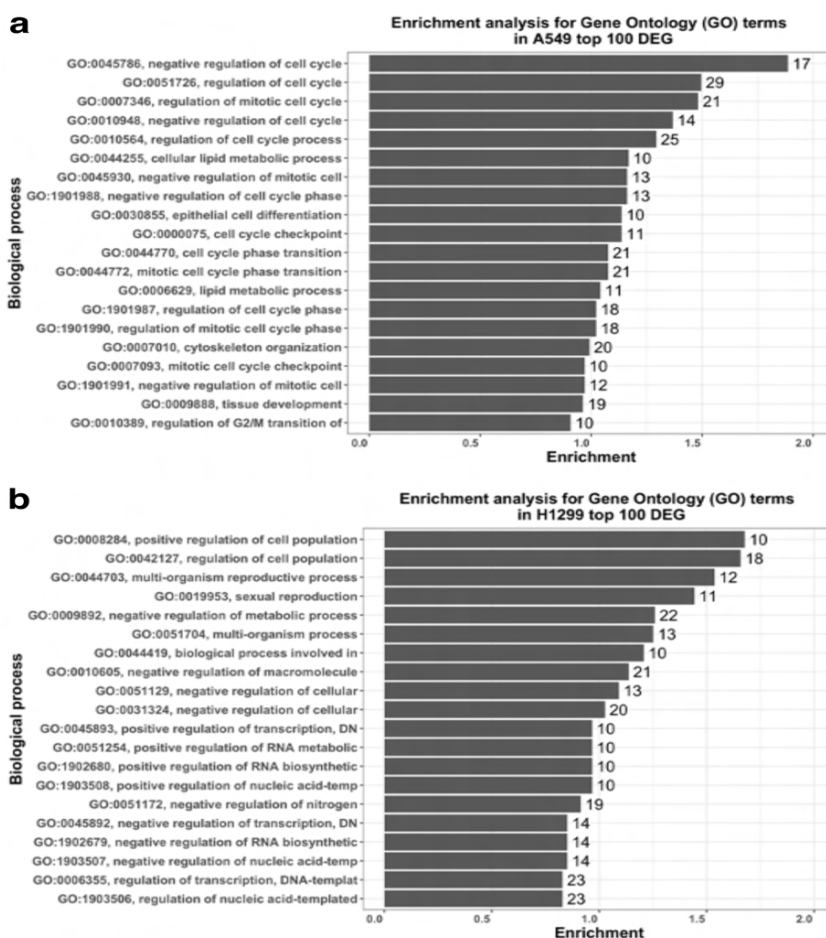 a
Enrichment analysis for Gene Ontology (GO) terms
in A549 top 100 DEG
Biological process
GO:0045786, negative regulation of cell cycle 17
GO:0051726, regulation of cell cycle 29
GO:0007346, regulation of mitotic cell cycle 21
GO:0010948, negative regulation of cell cycle 14
GO:0010564, regulation of cell cycle process 25
GO:0044255, cellular lipid metabolic process 10
GO:0045930, negative regulation of mitotic cell 13
GO:1901988, negative regulation of cell cycle phase 13
GO:0030855, epithelial cell differentiation 10
GO:0000075, cell cycle checkpoint 11
GO:0044770, cell cycle phase transition 21
GO:0044772, mitotic cell cycle phase transition 21
GO:0006629, lipid metabolic process 11
GO:1901987, regulation of cell cycle phase 18
GO:1901990, regulation of mitotic cell cycle phase 18
GO:0007010, cytoskeleton organization 20
GO:0007093, mitotic cell cycle checkpoint 10
GO:1901991, negative regulation of mitotic cell 12
GO:0009888, tissue development 19
GO:0010389, regulation of G2/M transition of 10
0.0 0.5 1.0 1.5 2.0
Enrichment
b
Enrichment analysis for Gene Ontology (GO) terms
in H1299 top 100 DEG
Biological process
GO:0008284, positive regulation of cell population 10
GO:0042127, regulation of cell population 18
GO:0044703, multi-organism reproductive process 12
GO:0019953, sexual reproduction 11
GO:0009892, negative regulation of metabolic process 22
GO:0051704, multi-organism process 13
GO:0044419, biological process involved in 10
GO:0010605, negative regulation of macromolecule 21
GO:0051129, negative regulation of cellular 13
GO:0031324, negative regulation of cellular 20
GO:0045893, positive regulation of transcription, DN 10
GO:0051254, positive regulation of RNA metabolic 10
GO:1902680, positive regulation of RNA biosynthetic 10
GO:1903508, positive regulation of nucleic acid-temp 10
GO:0051172, negative regulation of nitrogen 19
GO:0045892, negative regulation of transcription, DN 14
GO:1902679, negative regulation of RNA biosynthetic 14
GO:1903507, negative regulation of nucleic acid-temp 14
GO:0006355, regulation of transcription, DNA-templat 23
GO:1903506, regulation of nucleic acid-templated 23
0.0 0.5 1.0 1.5 2.0
Enrichment